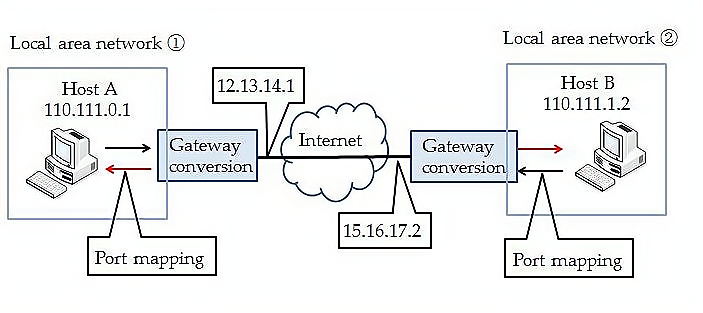 Local area network ①
Local area network ②
Host A
110.111.0.1
12.13.14.1
Host B
110.111.1.2
Gateway
conversion
Internet
Gateway
conversion
Port mapping
15.16.17.2
Port mapping